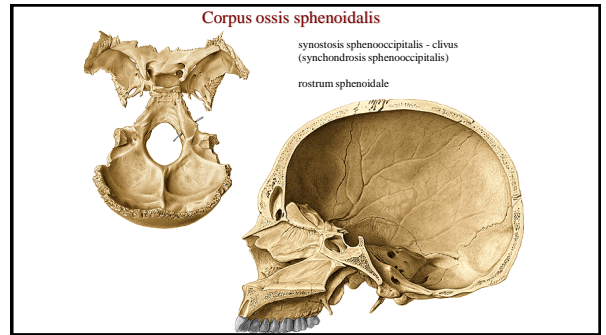 Corpus ossis sphenoidalis
synostosis sphenooccipitalis - clivus
(synchondrosis sphenooccipitalis)
rostrum sphenoidale